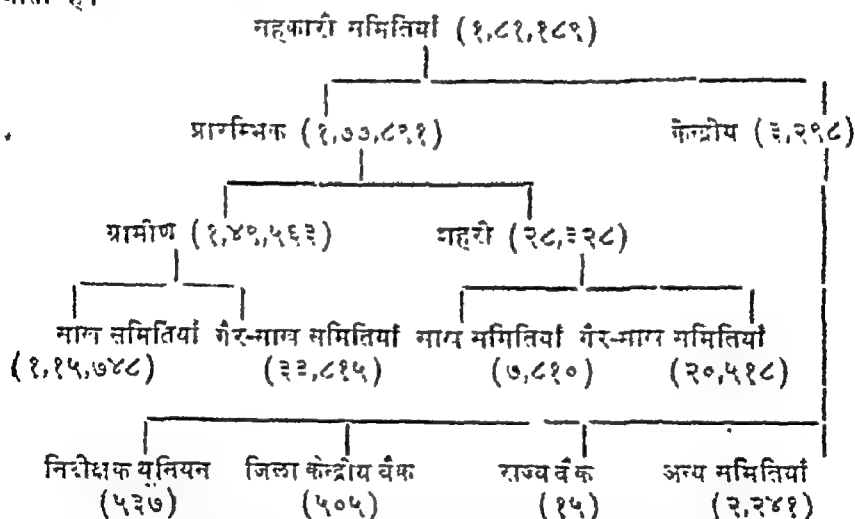 जाता है।
सहकारी समितियाँ (१,८१,१८९)
प्रारम्भिक (१,७७,८९१) केन्द्रीय (३,२९८)
ग्रामीण (१,४९,५६३) शहरी (२८,३२८)
साख समितियाँ गैर-साख समितियाँ साख समितियाँ गैर-साख समितियाँ
(१,१५,७४८) (३३,८१५) (७,८१०) (२०,५१८)
निरीक्षक यूनियन जिला केन्द्रीय बैंक राज्य बैंक अन्य समितियाँ
(५३७) (५०५) (१५) (२,२४१)